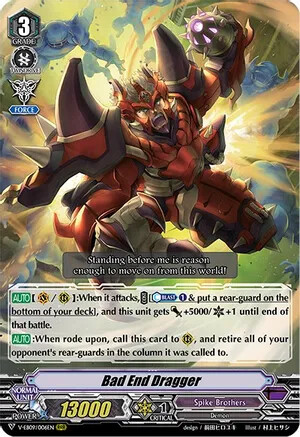 3
GRADE
TWIN DRIVE
FORCE
Standing before me is reason
enough to move on from this world!
AUTO [ / ]:When it attacks, [C BLAST 1 & put a rear-guard on the
bottom of your deck], and this unit gets +5000/ +1 until end
of that battle.
AUTO:When rode upon, call this card to , and retire all of your
opponent's rear-guards in the column it was called to.
NORMAL
UNIT
Bad End Dragger
POWER
13000
1
CRITICAL
Spike Brothers
Demon
V-EB09/006EN RRR
design / 前田ヒロユキ illust / 村上ヒサシ